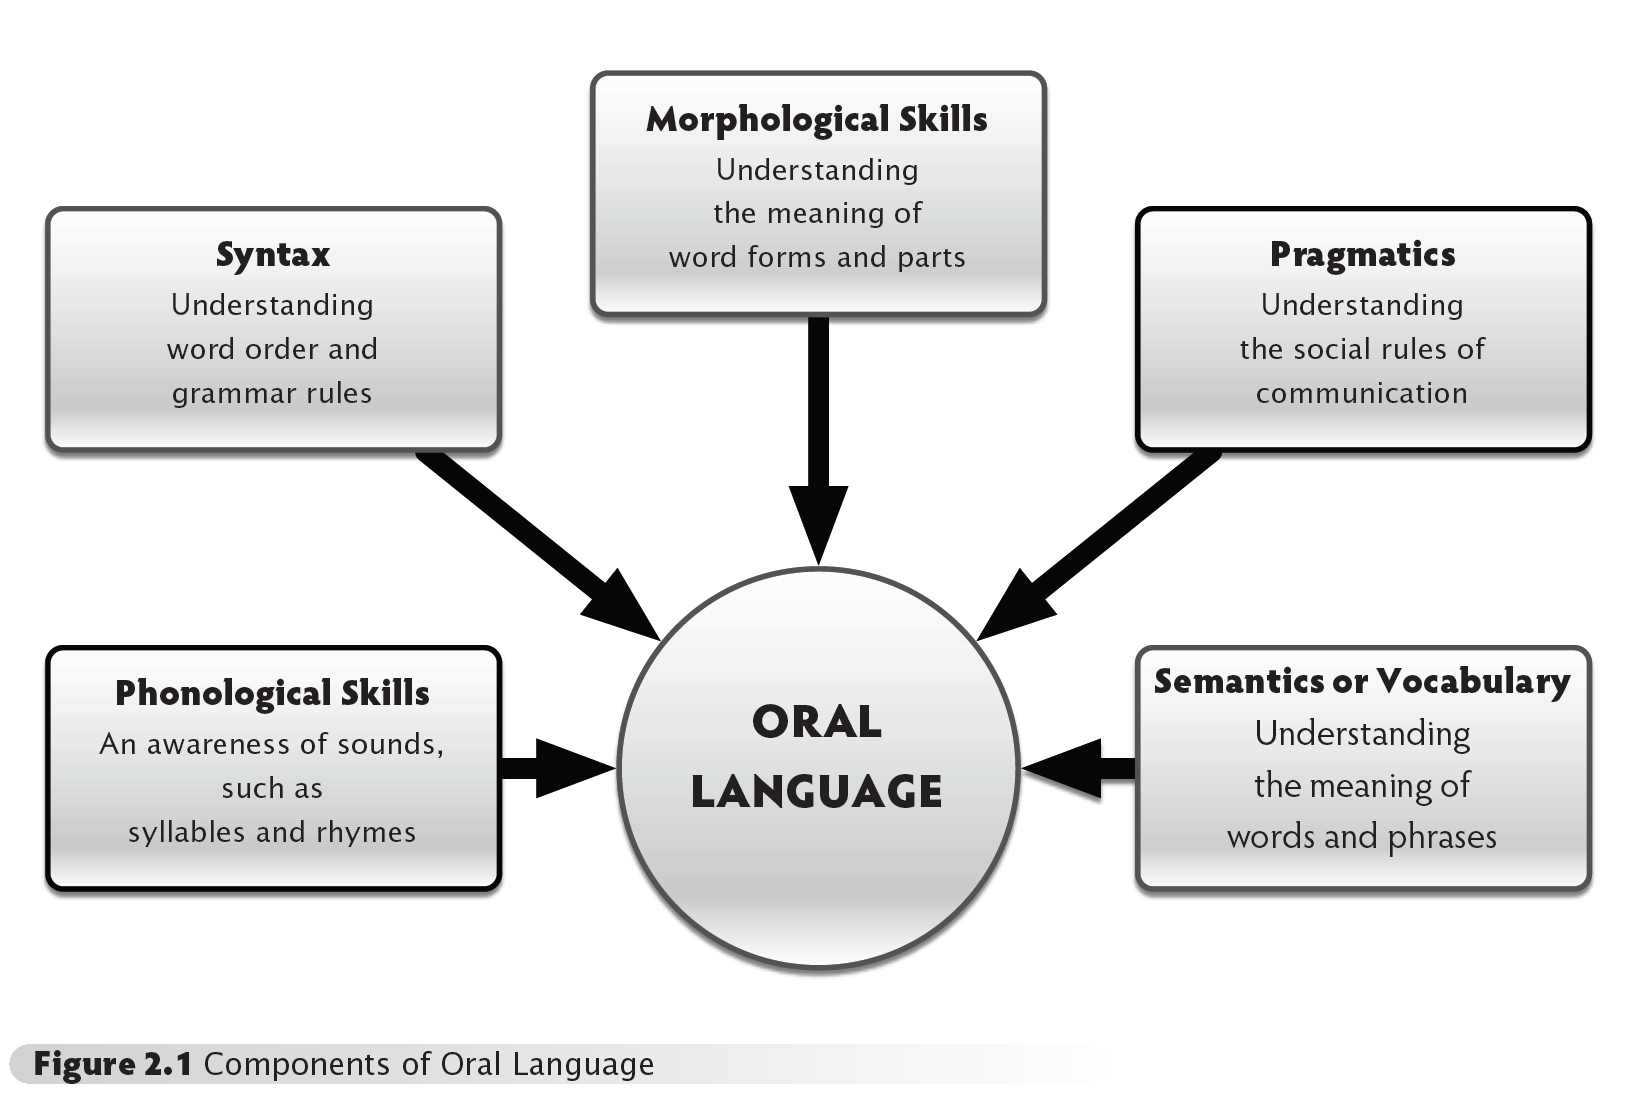 Morphological Skills
Understanding
the meaning of
word forms and parts
Syntax
Understanding
word order and
grammar rules
Pragmatics
Understanding
the social rules of
communication
Phonological Skills
An awareness of sounds,
such as
syllables and rhymes
ORAL
LANGUAGE
Semantics or Vocabulary
Understanding
the meaning of
words and phrases
Figure 2.1 Components of Oral Language